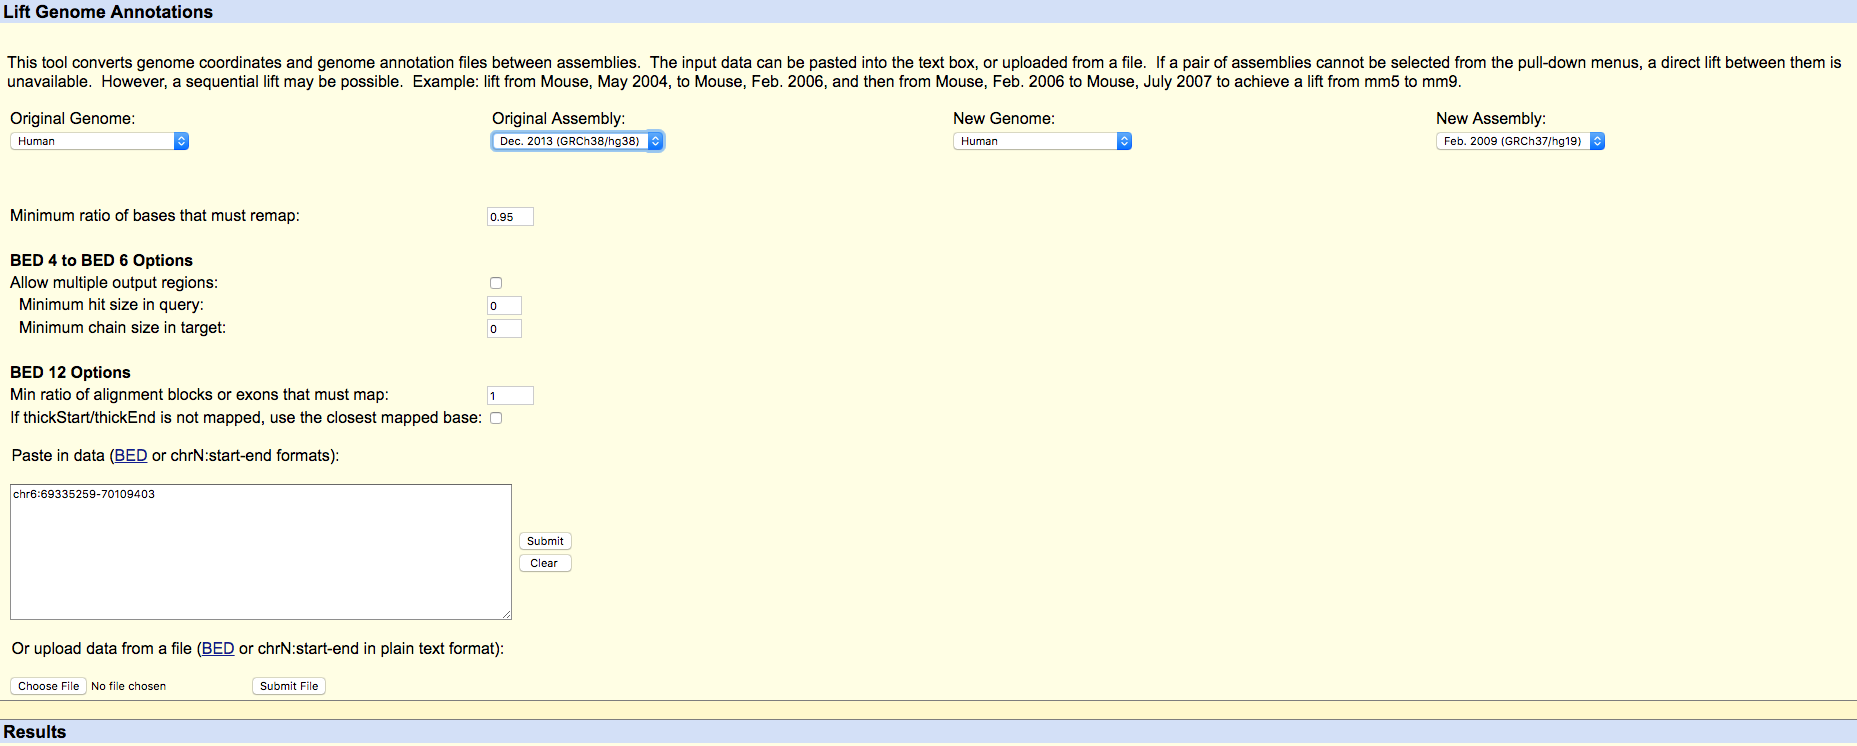 Lift Genome Annotations
This tool converts genome coordinates and genome annotation files between assemblies.  The input data can be pasted into the text box, or uploaded from a file.  If a pair of assemblies cannot be selected from the pull-down menus, a direct lift between them is
unavailable.  However, a sequential lift may be possible.  Example: lift from Mouse, May 2004, to Mouse, Feb. 2006, and then from Mouse, Feb. 2006 to Mouse, July 2007 to achieve a lift from mm5 to mm9.
Original Genome: Original Assembly: New Genome: New Assembly:
Human Dec. 2013 (GRCh38/hg38) Human Feb. 2009 (GRCh37/hg19)
Minimum ratio of bases that must remap: 0.95
BED 4 to BED 6 Options
Allow multiple output regions:
Minimum hit size in query: 0
Minimum chain size in target: 0
BED 12 Options
Min ratio of alignment blocks or exons that must map: 1
If thickStart/thickEnd is not mapped, use the closest mapped base:
Paste in data (BED or chrN:start-end formats):
chr6:69335259-70109403
Submit
Clear
Or upload data from a file (BED or chrN:start-end in plain text format):
Choose File No file chosen Submit File
Results